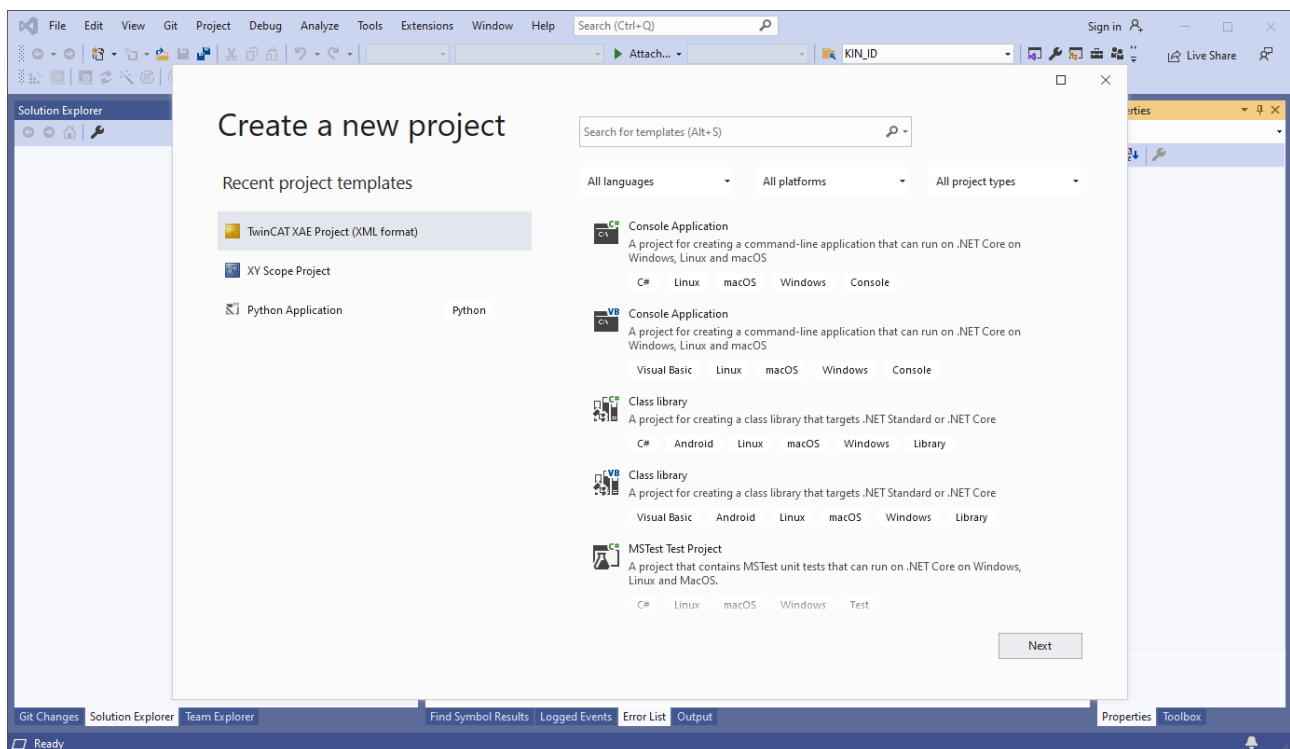 File Edit View Git Project Debug Analyze Tools Extensions Window Help Search (Ctrl+Q) Sign in
Attach... KIN_ID Live Share
Solution Explorer
erties
Create a new project
Search for templates (Alt+S)
Recent project templates
All languages All platforms All project types
TwinCAT XAE Project (XML format)
XY Scope Project
Python Application Python
Console Application
A project for creating a command-line application that can run on .NET Core on
Windows, Linux and macOS
C# Linux macOS Windows Console
Console Application
A project for creating a command-line application that can run on .NET Core on
Windows, Linux and macOS
Visual Basic Linux macOS Windows Console
Class library
A project for creating a class library that targets .NET Standard or .NET Core
C# Android Linux macOS Windows Library
Class library
A project for creating a class library that targets .NET Standard or .NET Core
Visual Basic Android Linux macOS Windows Library
MSTest Test Project
A project that contains MSTest unit tests that can run on .NET Core on Windows,
Linux and MacOS.
C# Linux macOS Windows Test
Next
Git Changes Solution Explorer Team Explorer Find Symbol Results Logged Events Error List Output Properties Toolbox
Ready